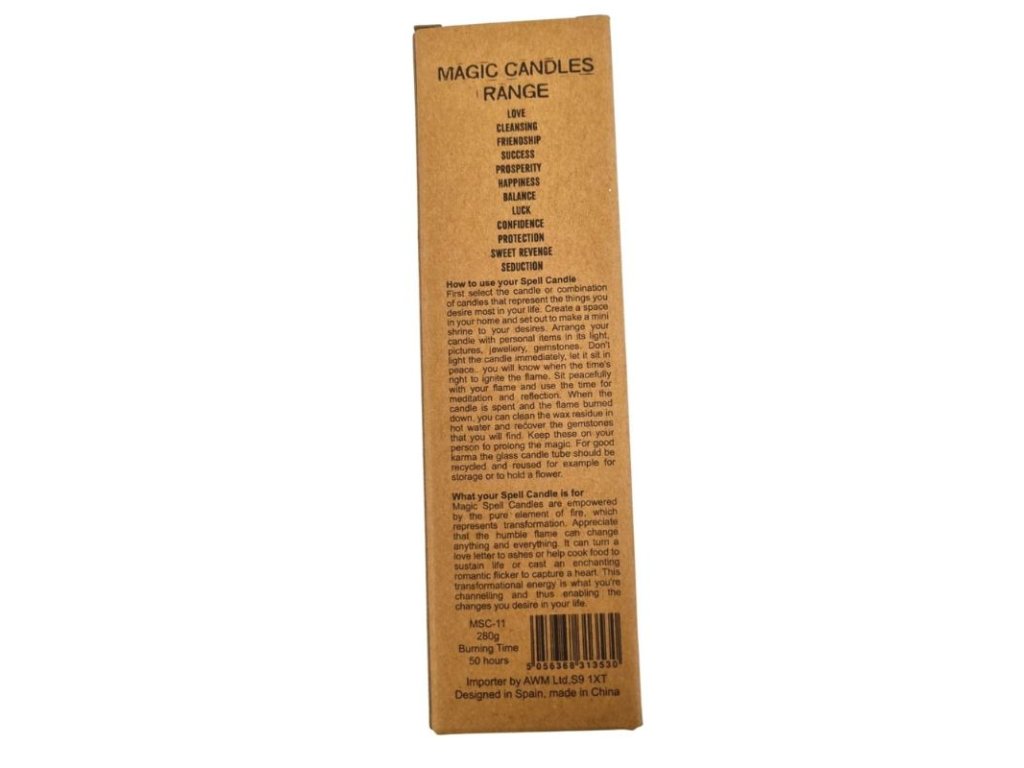 MAGIC CANDLES
RANGE
LOVE
CLEANSING
FRIENDSHIP
SUCCESS
PROSPERITY
HAPPINESS
BALANCE
LUCK
CONFIDENCE
PROTECTION
SWEET REVENGE
SEDUCTION
How to use your Spell Candle
First select the candle or combination
of candles that represent the things you
desire most in your life. Create a space
in your home and set out to make a mini
shrine to your desires. Arrange your
candle with personal items in its light,
pictures, jewellery, gemstones. Don't
light the candle immediately, let it sit in
peace.. you will know when the time's
right to ignite the flame. Sit peacefully
with your flame and use the time for
meditation and reflection. When the
candle is spent and the flame burned
down, you can clean the wax residue in
hot water and recover the gemstones
that you will find. Keep these on your
person to prolong the magic. For good
karma the glass candle tube should be
recycled and reused for example for
storage or to hold a flower.
What your Spell Candle is for
Magic Spell Candles are empowered
by the pure element of fire, which
represents transformation. Appreciate
that the humble flame can change
anything and everything. It can turn a
love letter to ashes or help cook food to
sustain life or cast an enchanting
romantic flicker to capture a heart. This
transformational energy is what you're
channelling and thus enabling the
changes you desire in your life.
MSC-11
280g
Burning Time
50 hours
5 056368 313530
Importer by AWM Ltd.S9 1XT
Designed in Spain, made in China